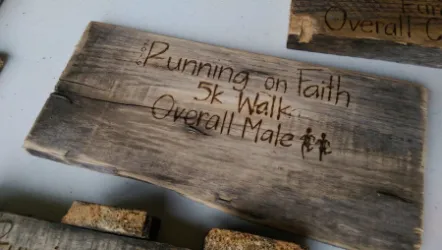 Running on Faith
5k Walk
Overall Male
Overall